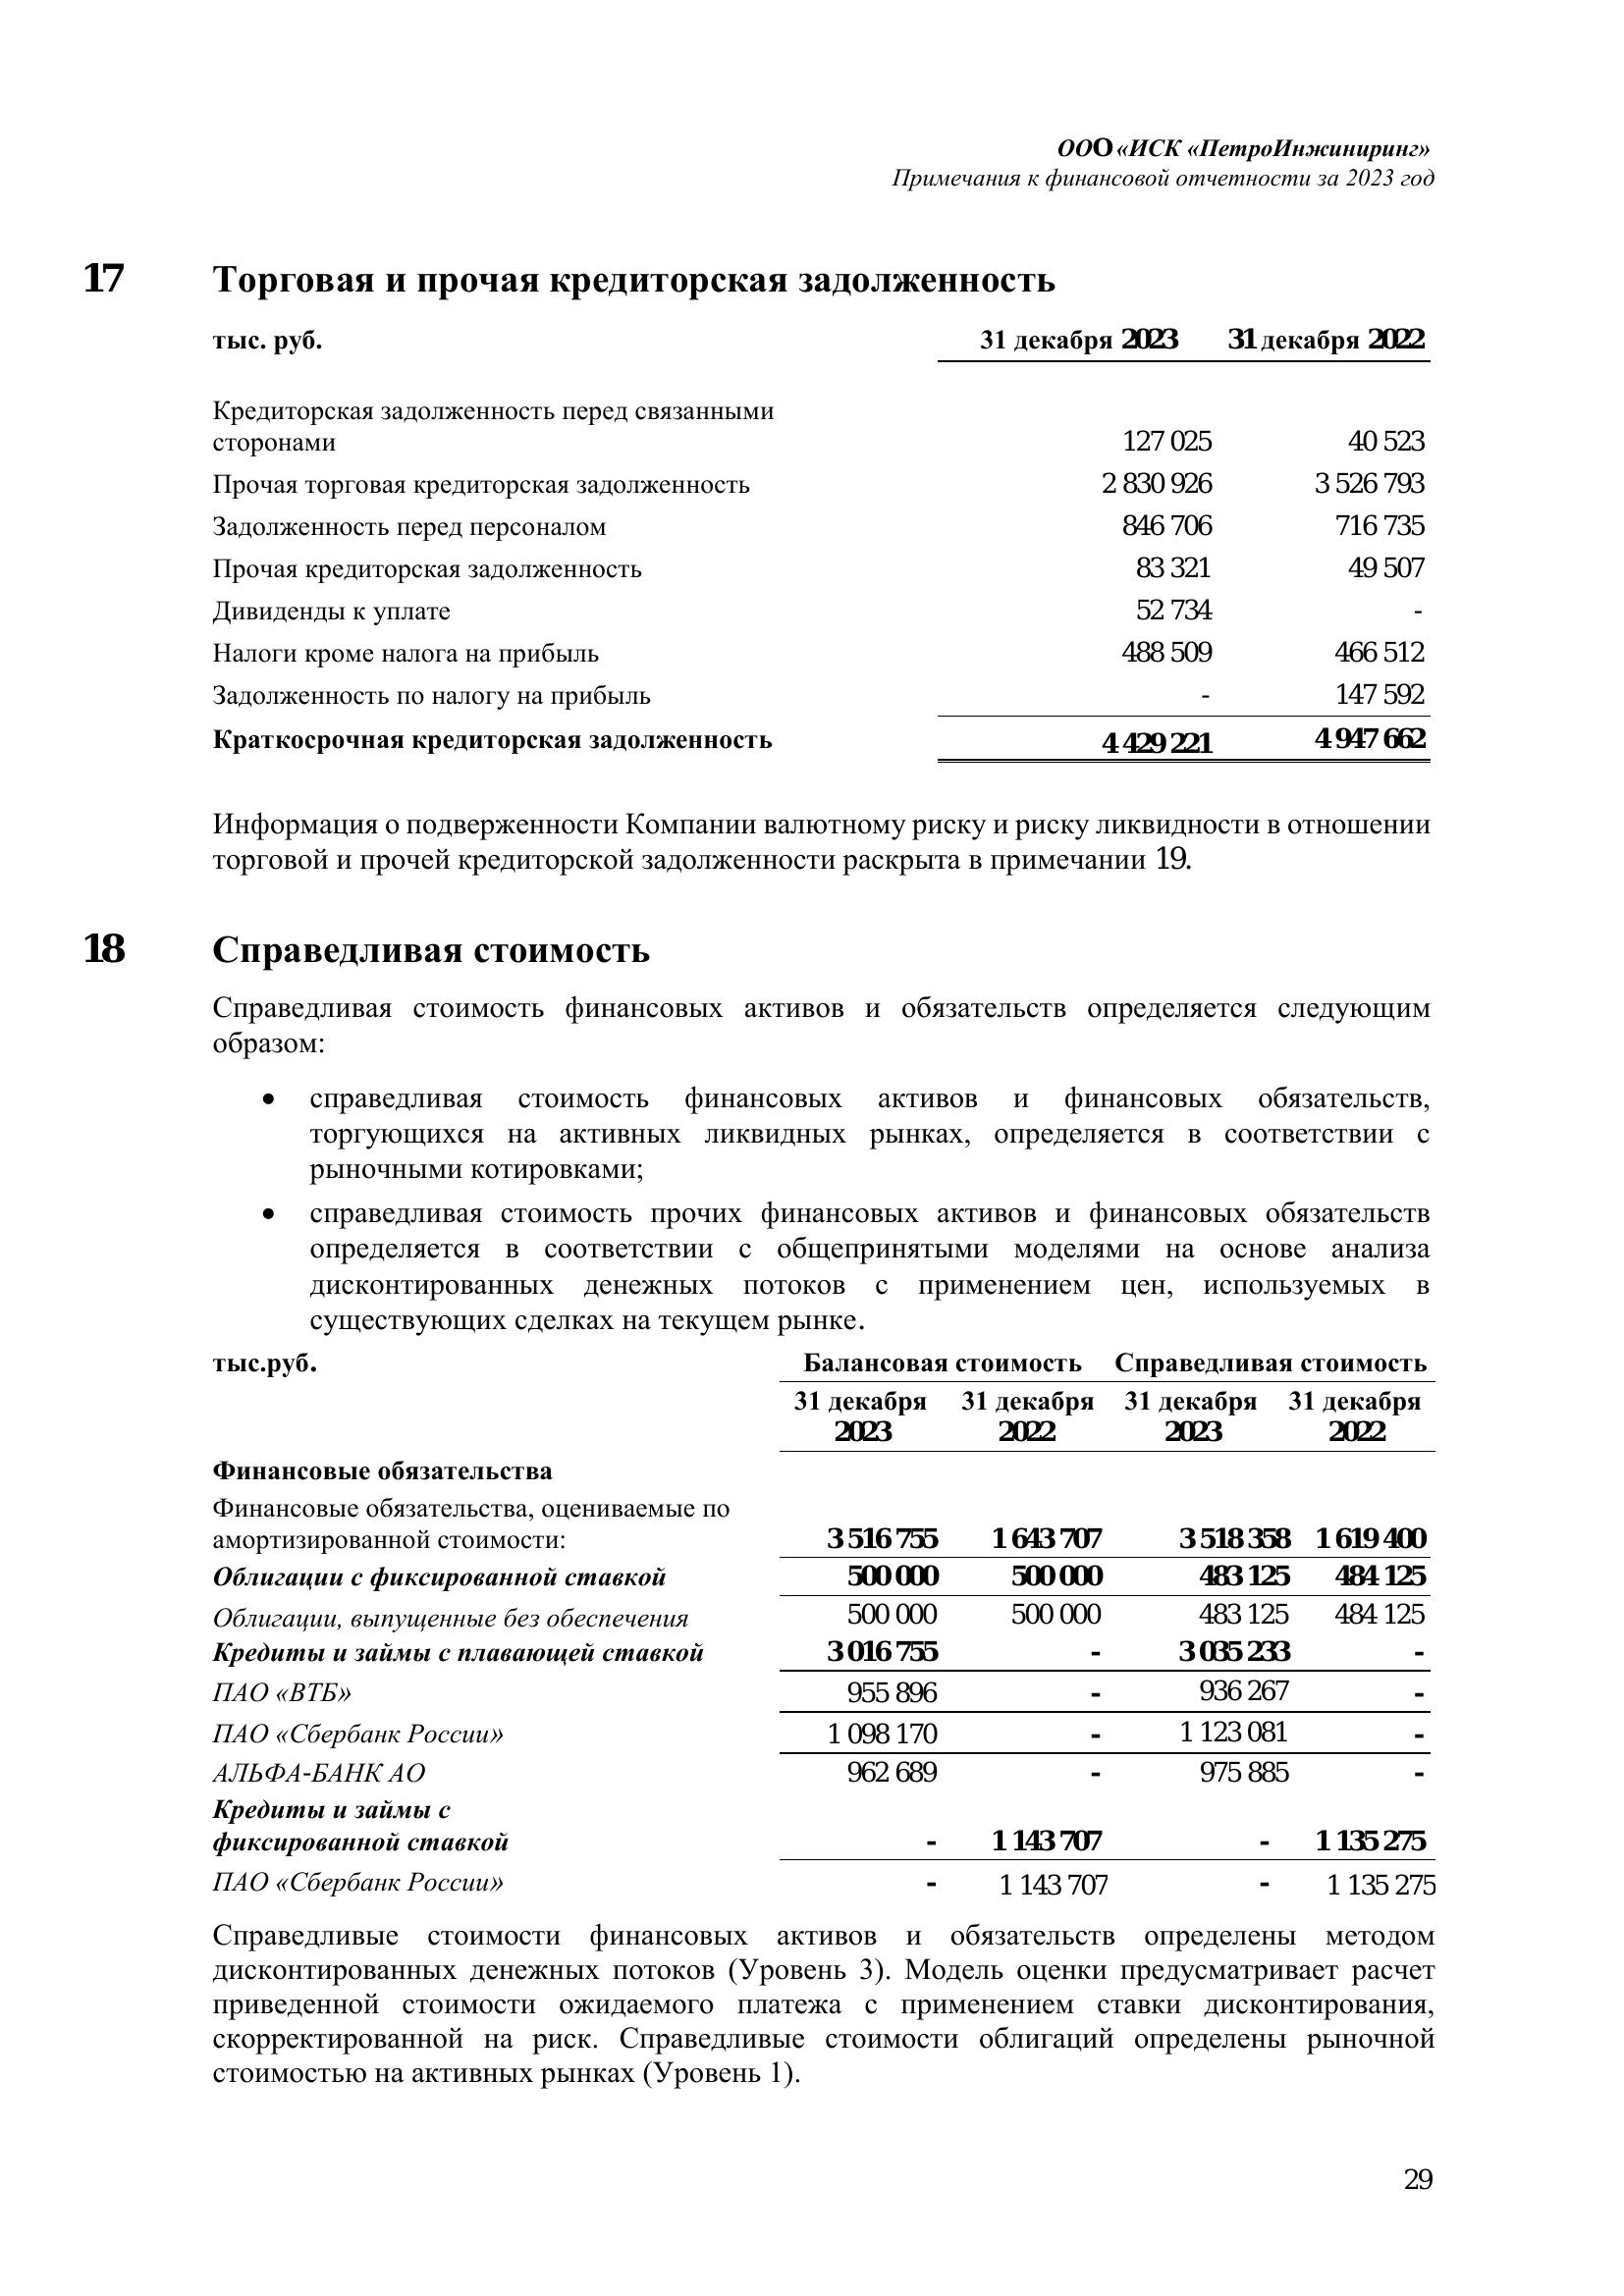 ООО «ИСК «ПетроИнжиниринг»
Примечания к финансовой отчетности за 2023 год
17 Торговая и прочая кредиторская задолженность
тыс. руб. 31 декабря 2023 31 декабря 2022
Кредиторская задолженность перед связанными
сторонами 127 025 40 523
Прочая торговая кредиторская задолженность 2 830 926 3 526 793
Задолженность перед персоналом 846 706 716 735
Прочая кредиторская задолженность 83 321 49 507
Дивиденды к уплате 52 734 -
Налоги кроме налога на прибыль 488 509 466 512
Задолженность по налогу на прибыль - 147 592
Краткосрочная кредиторская задолженность 4 429 221 4 947 662
Информация о подверженности Компании валютному риску и риску ликвидности в отношении
торговой и прочей кредиторской задолженности раскрыта в примечании 19.
18 Справедливая стоимость
Справедливая стоимость финансовых активов и обязательств определяется следующим
образом:
• справедливая стоимость финансовых активов и финансовых обязательств,
торгующихся на активных ликвидных рынках, определяется в соответствии с
рыночными котировками;
• справедливая стоимость прочих финансовых активов и финансовых обязательств
определяется в соответствии с общепринятыми моделями на основе анализа
дисконтированных денежных потоков с применением цен, используемых в
существующих сделках на текущем рынке.
тыс.руб. Балансовая стоимость Справедливая стоимость
31 декабря 31 декабря 31 декабря 31 декабря
2023 2022 2023 2022
Финансовые обязательства
Финансовые обязательства, оцениваемые по
амортизированной стоимости: 3 516 755 1 643 707 3 518 358 1 619 400
Облигации с фиксированной ставкой 500 000 500 000 483 125 484 125
Облигации, выпущенные без обеспечения 500 000 500 000 483 125 484 125
Кредиты и займы с плавающей ставкой 3 016 755 - 3 035 233 -
ПАО «ВТБ» 955 896 - 936 267 -
ПАО «Сбербанк России» 1 098 170 - 1 123 081 -
АЛЬФА-БАНК АО 962 689 - 975 885 -
Кредиты и займы с
фиксированной ставкой - 1 143 707 - 1 135 275
ПАО «Сбербанк России» - 1 143 707 - 1 135 275
Справедливые стоимости финансовых активов и обязательств определены методом
дисконтированных денежных потоков (Уровень 3). Модель оценки предусматривает расчет
приведенной стоимости ожидаемого платежа с применением ставки дисконтирования,
скорректированной на риск. Справедливые стоимости облигаций определены рыночной
стоимостью на активных рынках (Уровень 1).
29